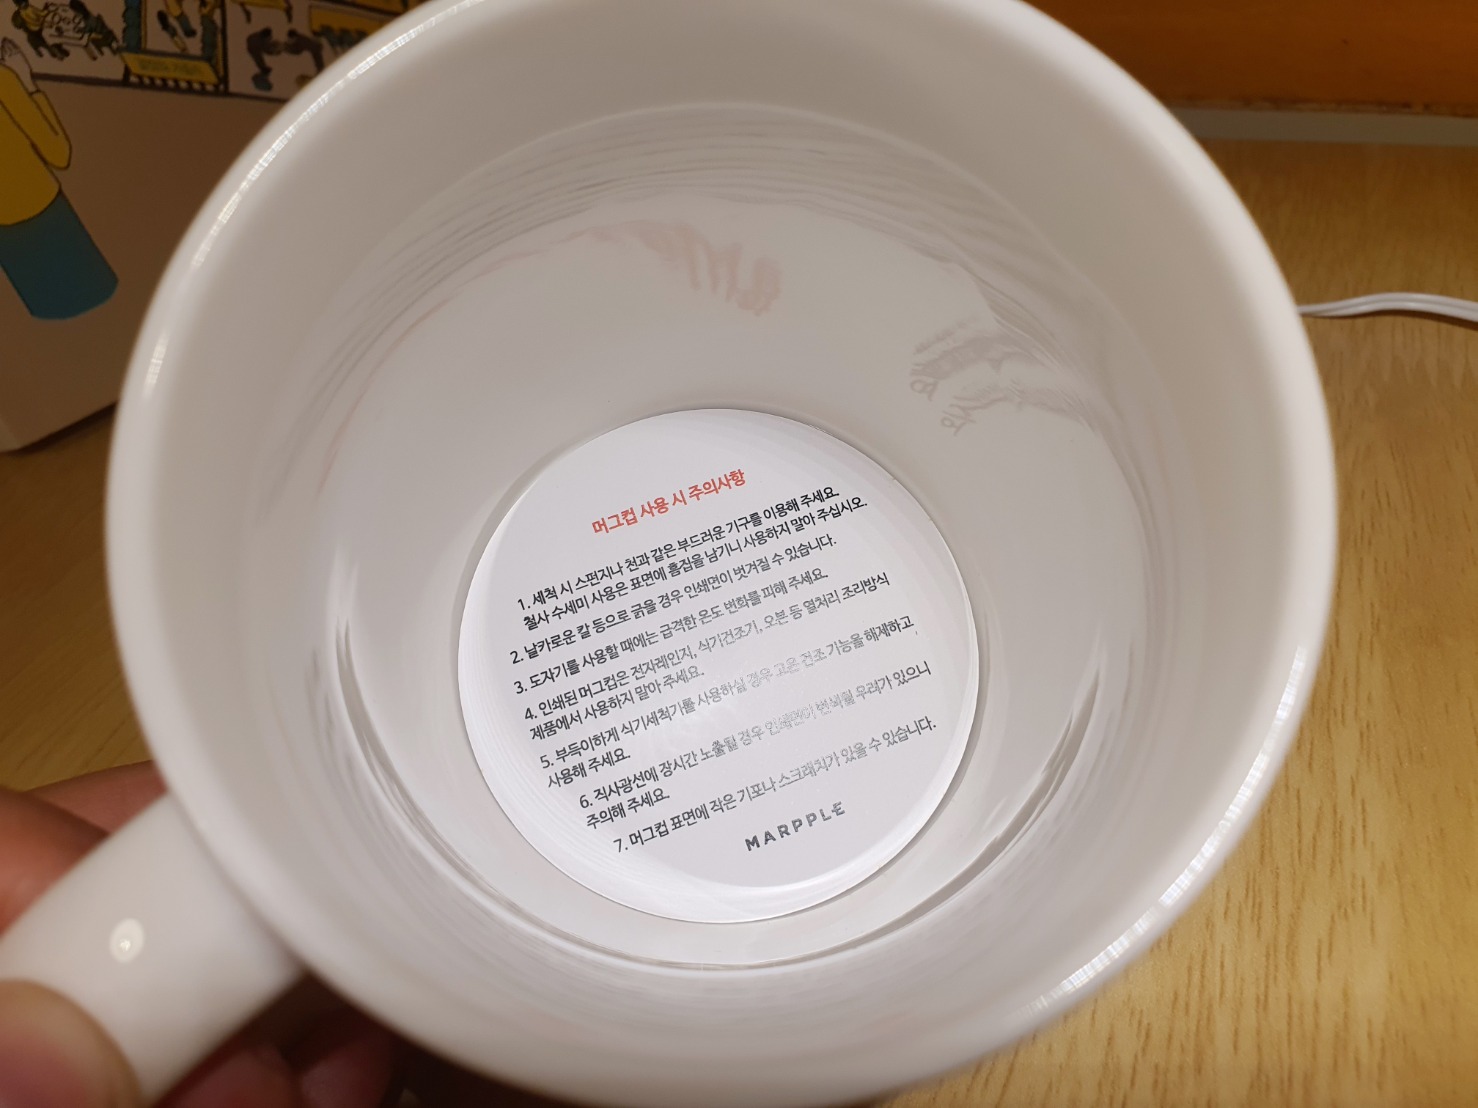 머그컵 사용 시 주의사항
1. 세척 시 스펀지나 천과 같은 부드러운 기구를 이용해 주세요.
철사 수세미 사용은 표면에 흠집을 남기니 사용하지 말아 주십시오.
2. 날카로운 칼 등으로 긁을 경우 인쇄면이 벗겨질 수 있습니다.
3. 도자기를 사용할 때에는 급격한 온도 변화를 피해 주세요.
4. 인쇄된 머그컵은 전자레인지, 식기건조기, 오븐 등 열처리 조리방식
제품에서 사용하지 말아 주세요.
5. 부득이하게 식기세척기를 사용하실 경우 고온 건조 기능을 해제하고
사용해 주세요.
6. 직사광선에 장시간 노출될 경우 인쇄면이 변색될 우려가 있으니
주의해 주세요.
7. 머그컵 표면에 작은 기포나 스크래치가 있을 수 있습니다.
MARPPLE